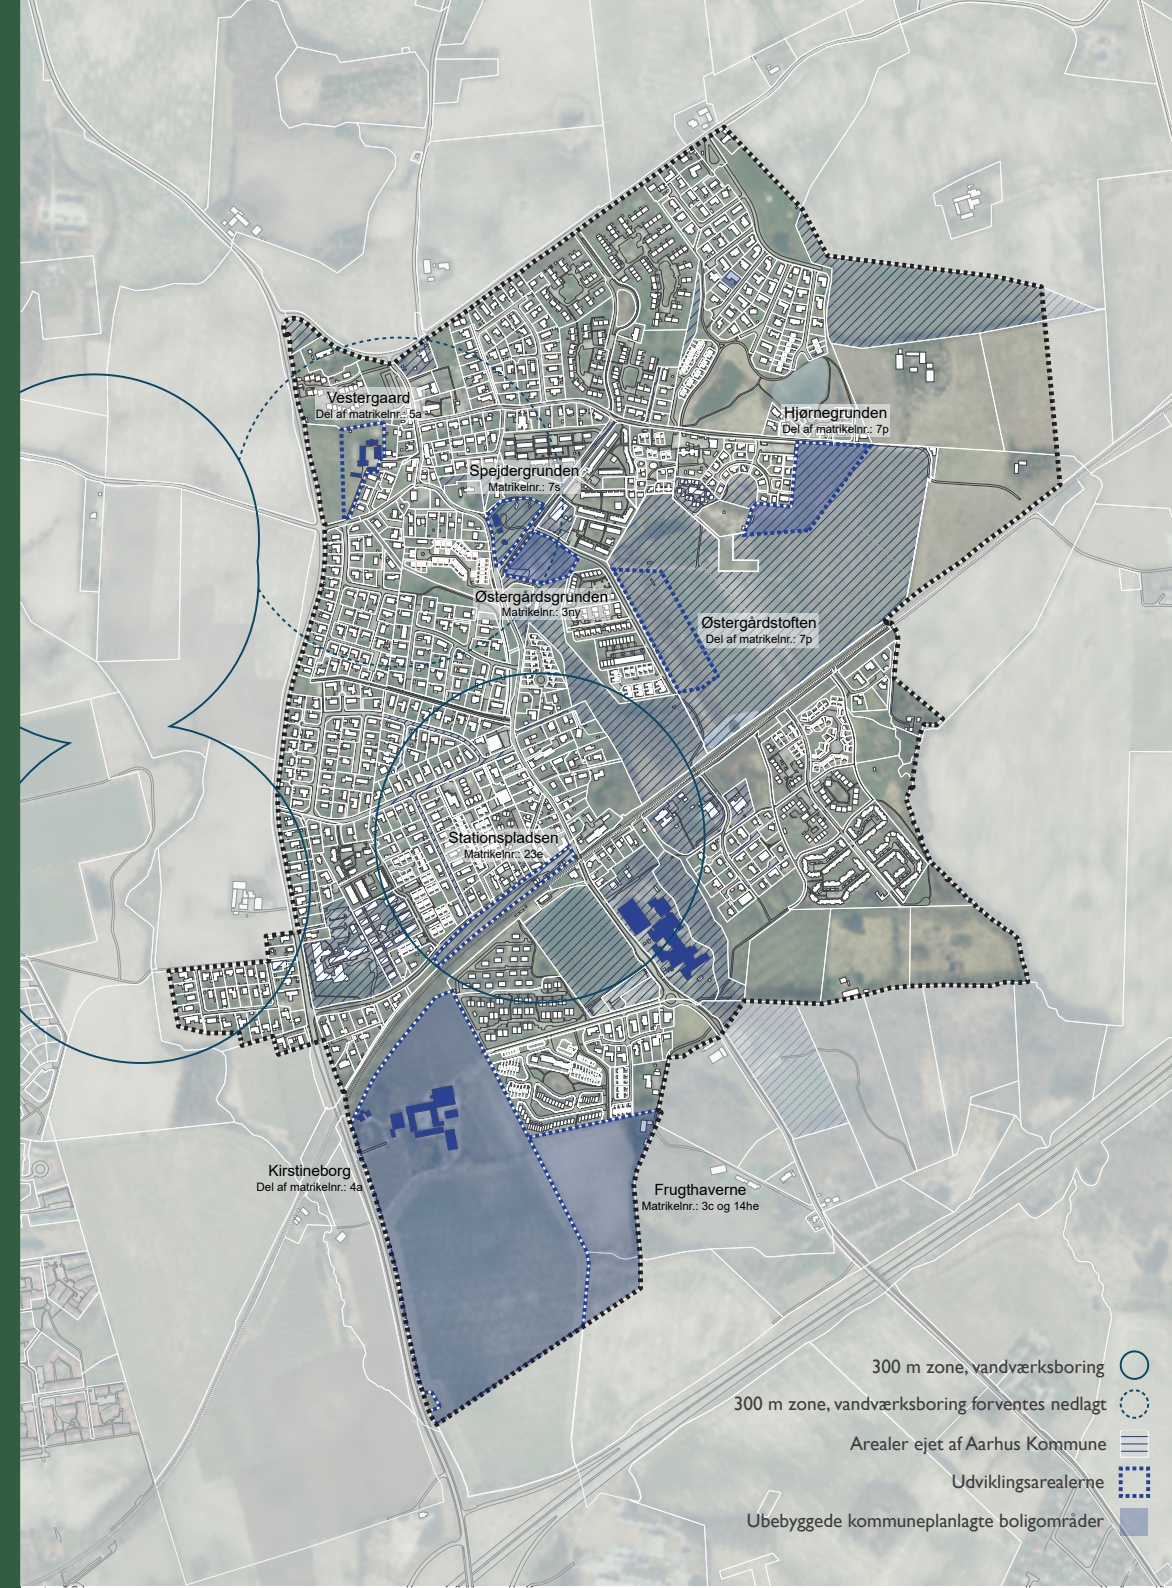 Vestergaard
Del af matrikelnr.: 5a
Hjørnegrunden
Del af matrikelnr.: 7p
Spejdergrunden
Matrikelnr.: 7s
Østergårdsgrunden
Matrikelnr.: 3ny
Østergårdstoften
Del af matrikelnr.: 7p
Stationspladsen
Matrikelnr.: 23e
Kirstineborg
Del af matrikelnr.: 4a
Frugthaverne
Matrikelnr.: 3c og 14he
300 m zone, vandværksboring
300 m zone, vandværksboring forventes nedlagt
Arealer ejet af Aarhus Kommune
Udviklingsarealerne
Ubebyggede kommuneplanlagte boligområder